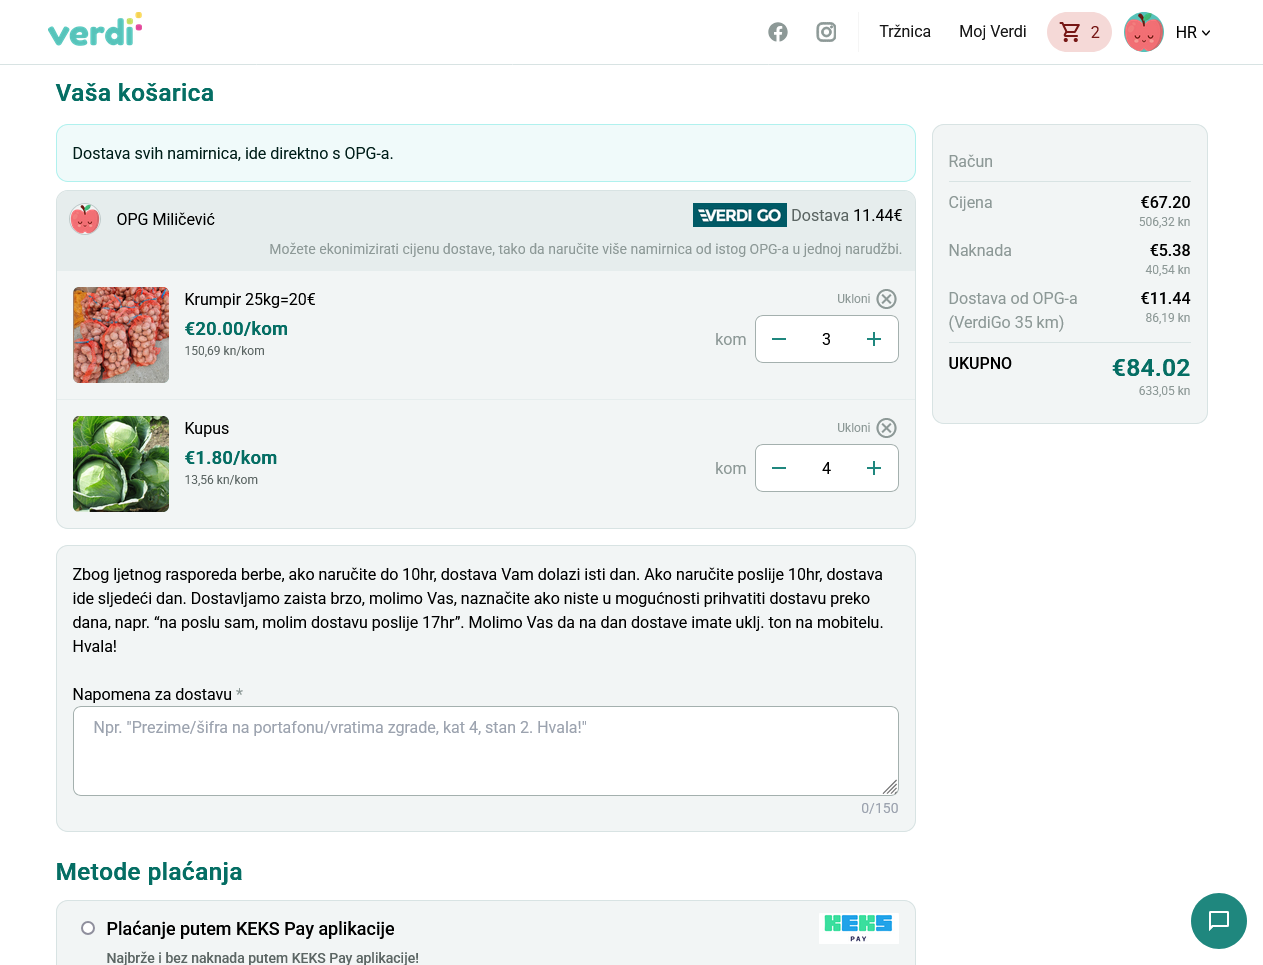 verdi
Tržnica
Moj Verdi
2
HR
Vaša košarica
Dostava svih namirnica, ide direktno s OPG-a.
OPG Miličević
VERDI GO Dostava 11.44€
Možete ekonimizirati cijenu dostave, tako da naručite više namirnica od istog OPG-a u jednoj narudžbi.
Krumpir 25kg=20€
Ukloni
€20.00/kom
150,69 kn/kom
kom
3
Kupus
Ukloni
€1.80/kom
13,56 kn/kom
kom
4
Račun
Cijena €67.20
506,32 kn
Naknada €5.38
40,54 kn
Dostava od OPG-a €11.44
(VerdiGo 35 km) 86,19 kn
UKUPNO €84.02
633,05 kn
Zbog ljetnog rasporeda berbe, ako naručite do 10hr, dostava Vam dolazi isti dan. Ako naručite poslije 10hr, dostava
ide sljedeći dan. Dostavljamo zaista brzo, molimo Vas, naznačite ako niste u mogućnosti prihvatiti dostavu preko
dana, napr. “na poslu sam, molim dostavu poslije 17hr”. Molimo Vas da na dan dostave imate uklj. ton na mobitelu.
Hvala!
Napomena za dostavu *
Npr. "Prezime/šifra na portafonu/vratima zgrade, kat 4, stan 2. Hvala!"
0/150
Metode plaćanja
Plaćanje putem KEKS Pay aplikacije
KEKS
PAY
Najbrže i bez naknada putem KEKS Pay aplikacije!